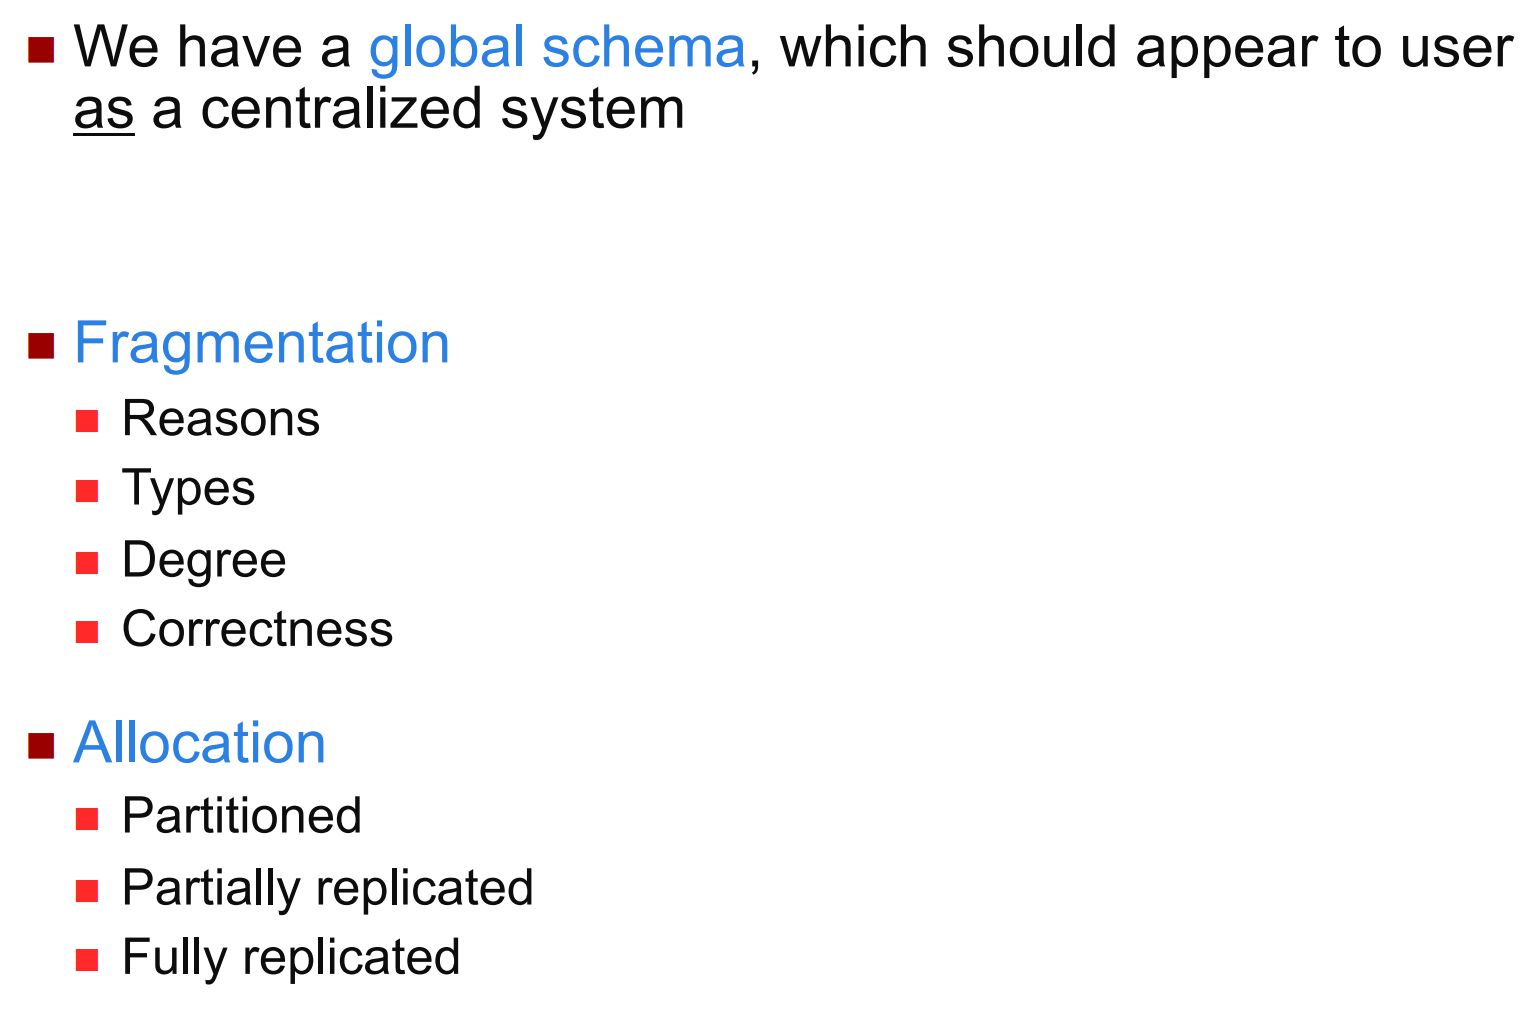 We have a global schema, which should appear to user
as a centralized system
Fragmentation
Reasons
Types
Degree
Correctness
Allocation
Partitioned
Partially replicated
Fully replicated